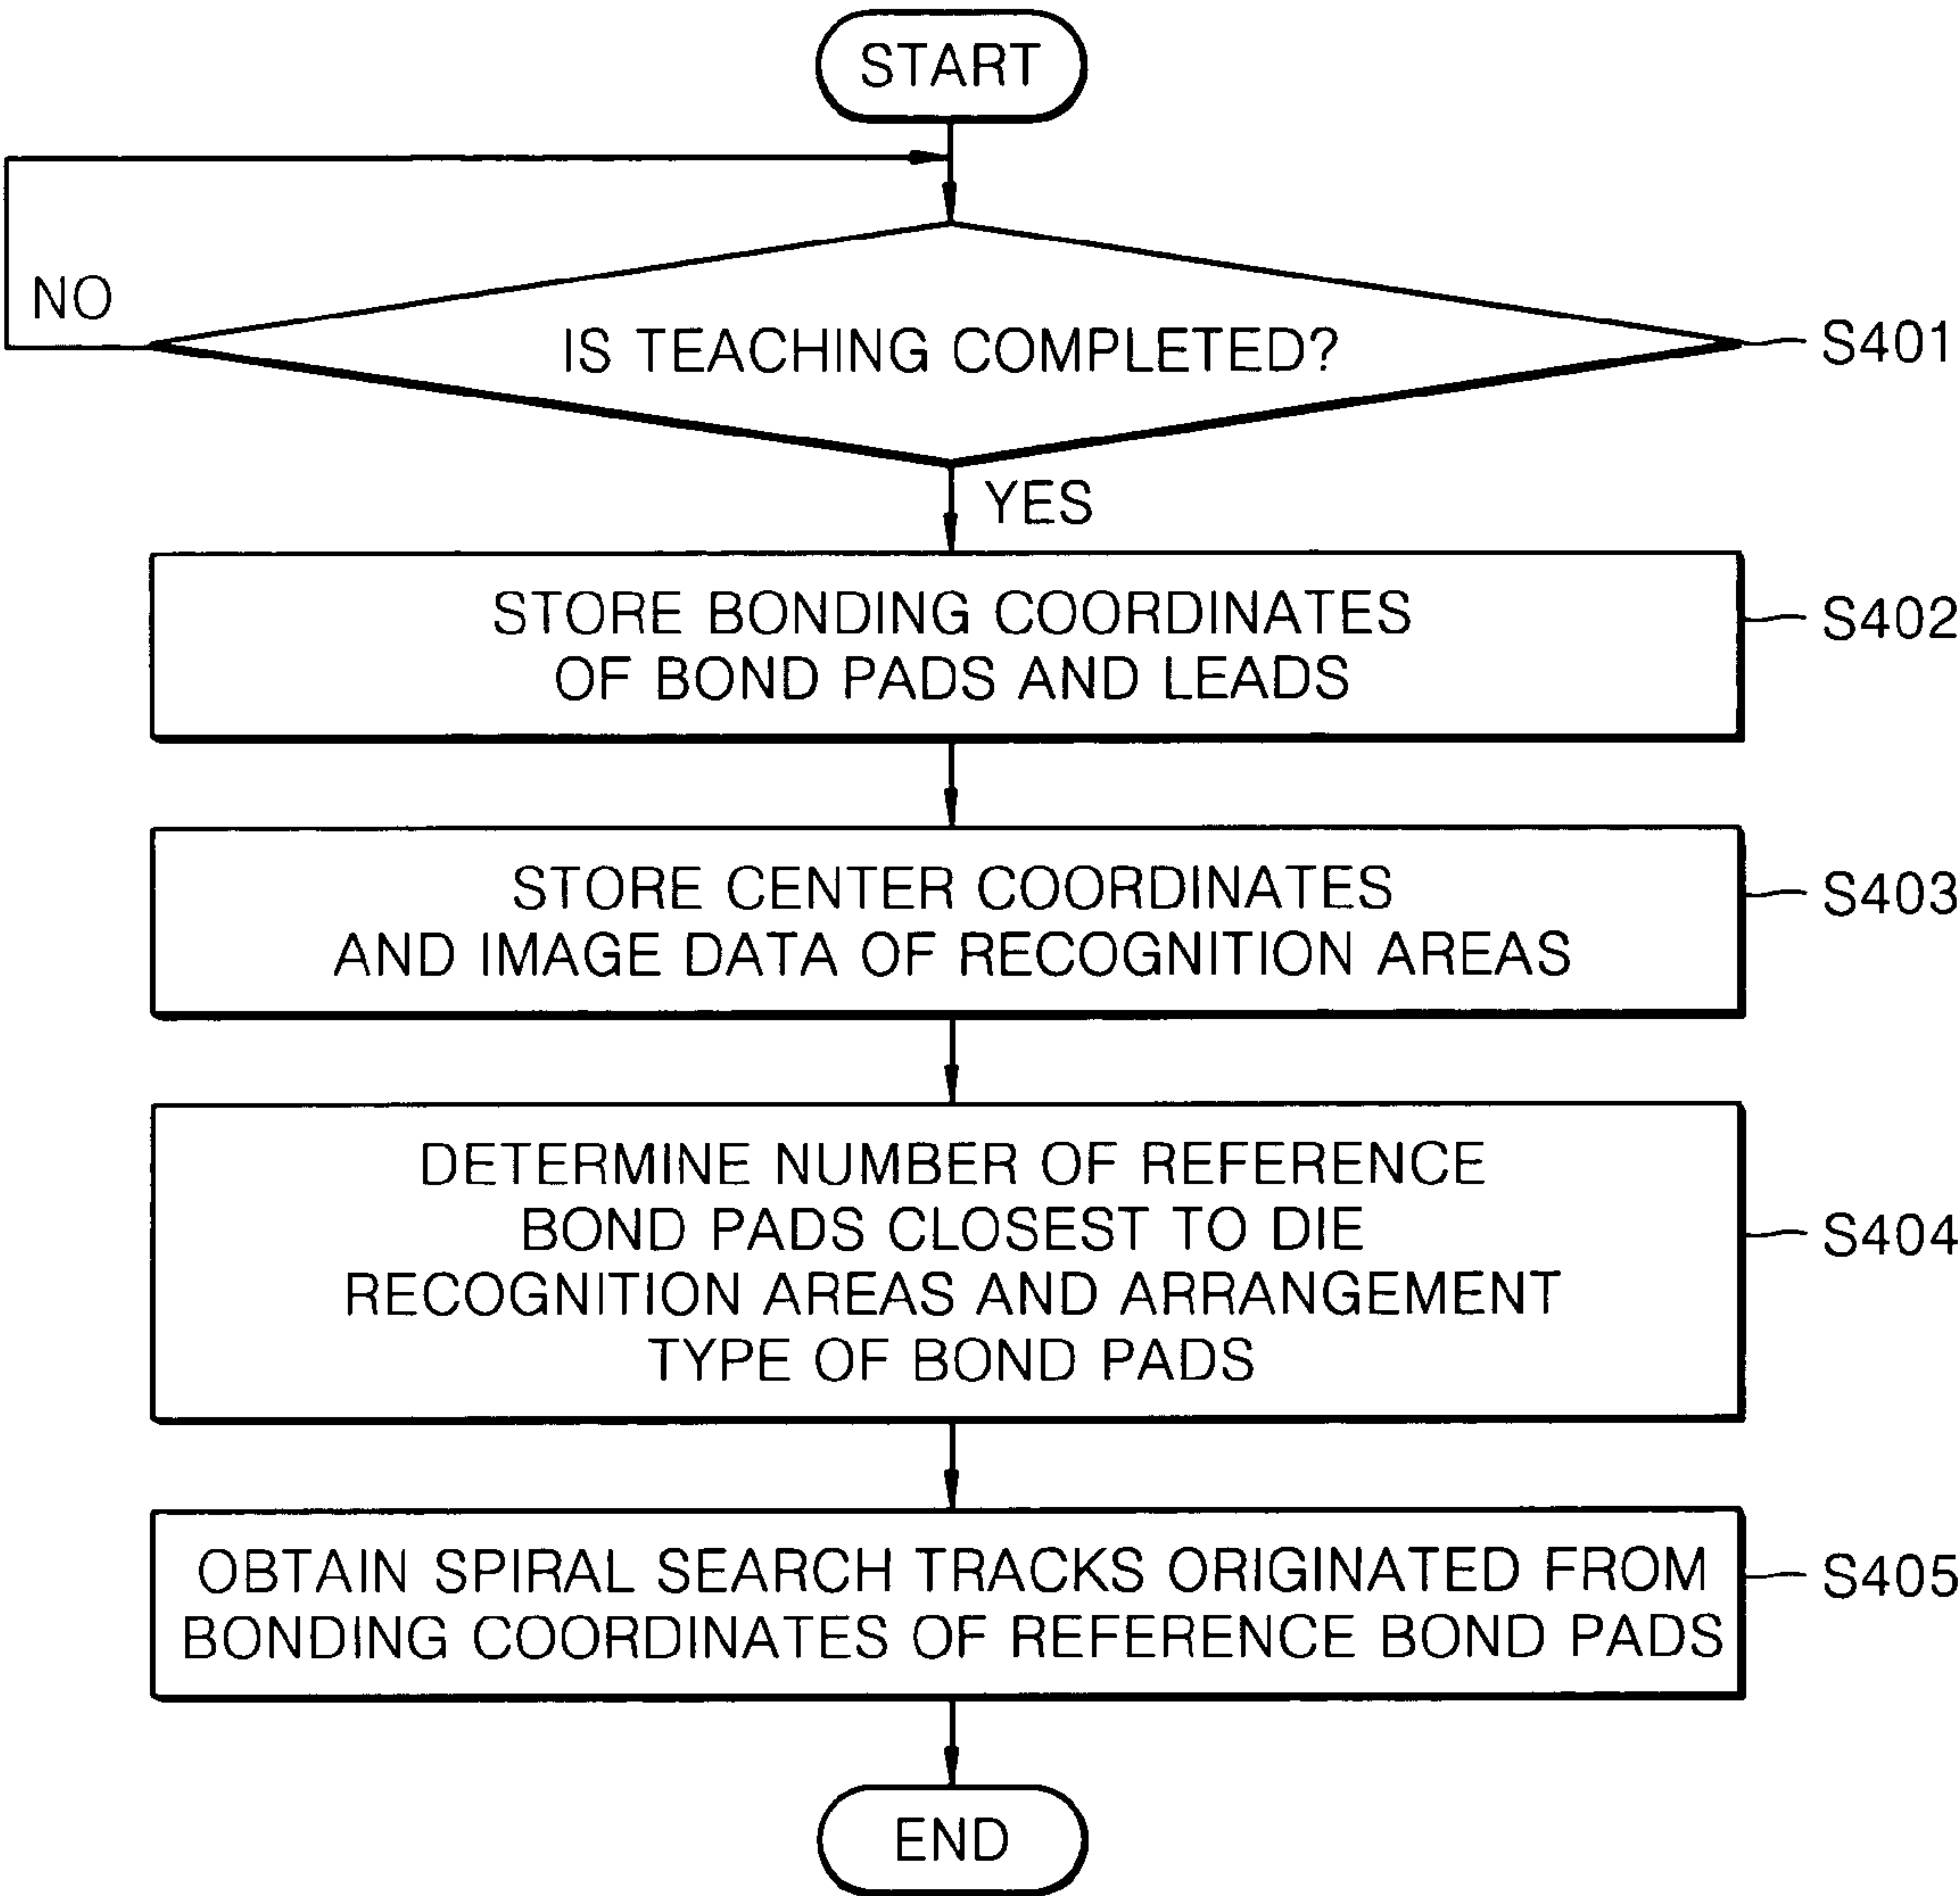 START
NO
IS TEACHING COMPLETED?
S401
YES
STORE BONDING COORDINATES
OF BOND PADS AND LEADS
S402
STORE CENTER COORDINATES
AND IMAGE DATA OF RECOGNITION AREAS
S403
DETERMINE NUMBER OF REFERENCE
BOND PADS CLOSEST TO DIE
RECOGNITION AREAS AND ARRANGEMENT
TYPE OF BOND PADS
S404
OBTAIN SPIRAL SEARCH TRACKS ORIGINATED FROM
BONDING COORDINATES OF REFERENCE BOND PADS
S405
END